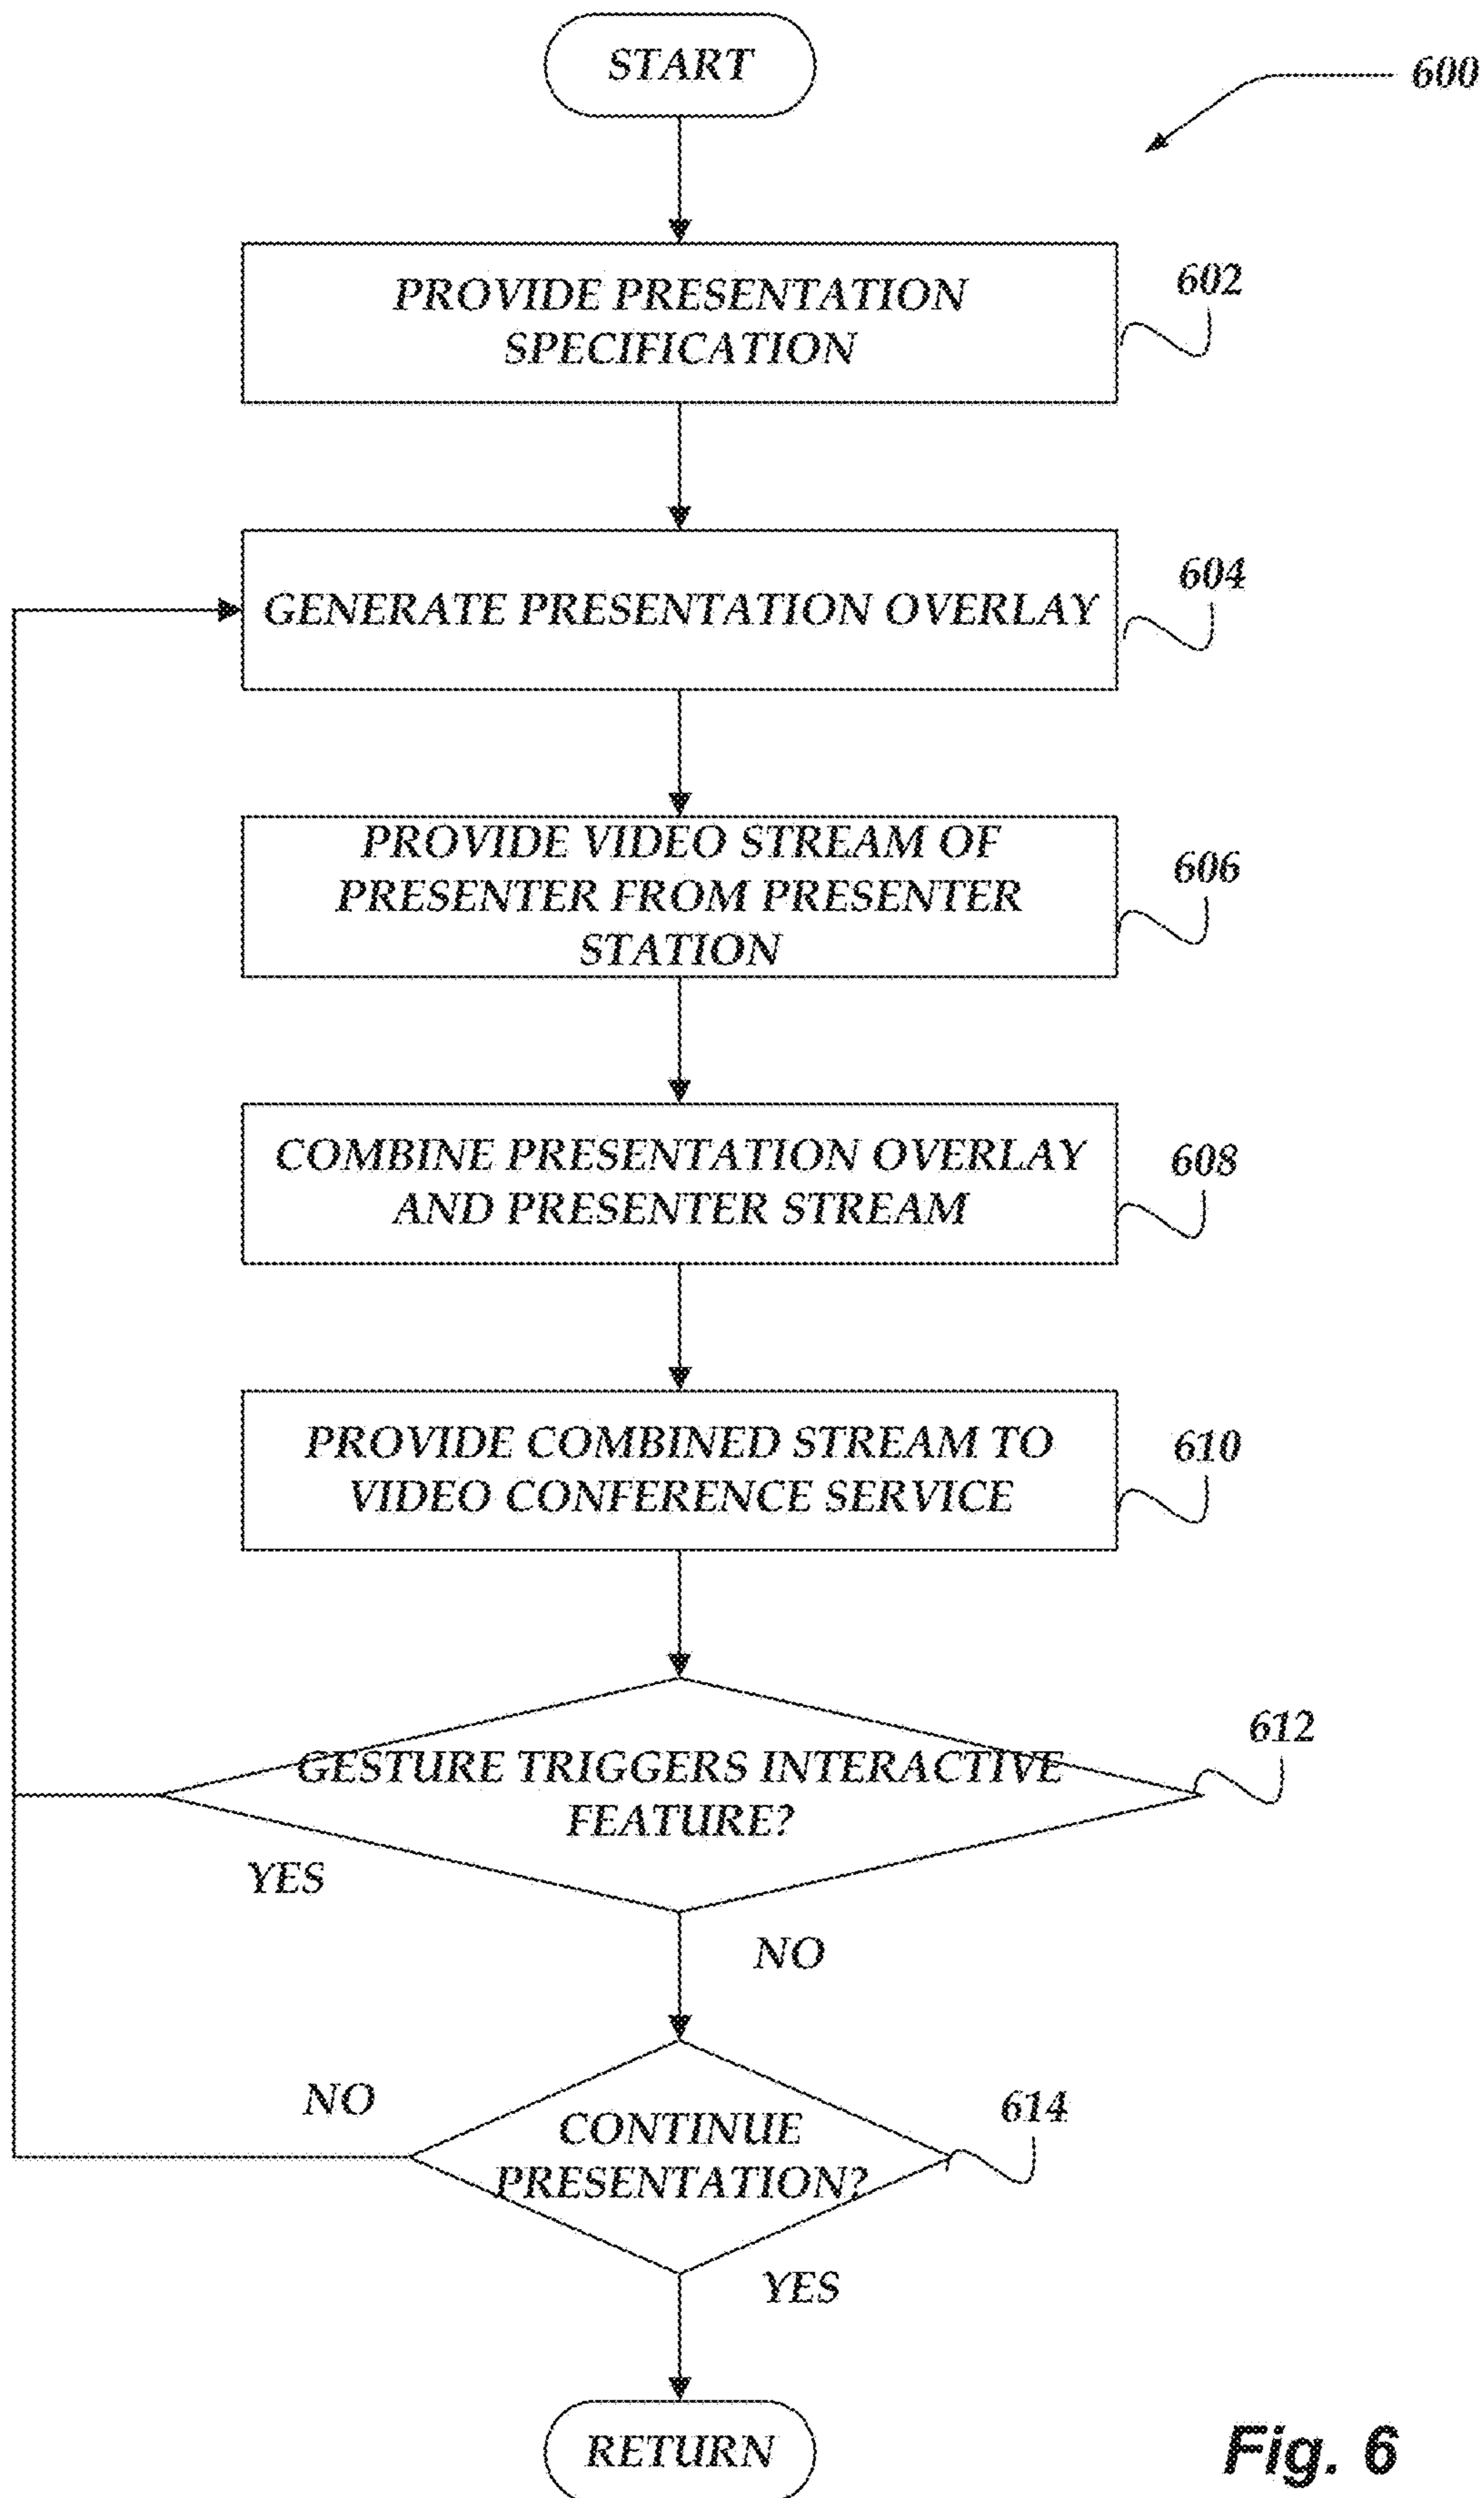 START
600
PROVIDE PRESENTATION
SPECIFICATION
602
GENERATE PRESENTATION OVERLAY
604
PROVIDE VIDEO STREAM OF
PRESENTER FROM PRESENTER
STATION
606
COMBINE PRESENTATION OVERLAY
AND PRESENTER STREAM
608
PROVIDE COMBINED STREAM TO
VIDEO CONFERENCE SERVICE
610
GESTURE TRIGGERS INTERACTIVE
FEATURE?
612
YES
NO
NO
CONTINUE
PRESENTATION?
614
YES
RETURN
Fig. 6